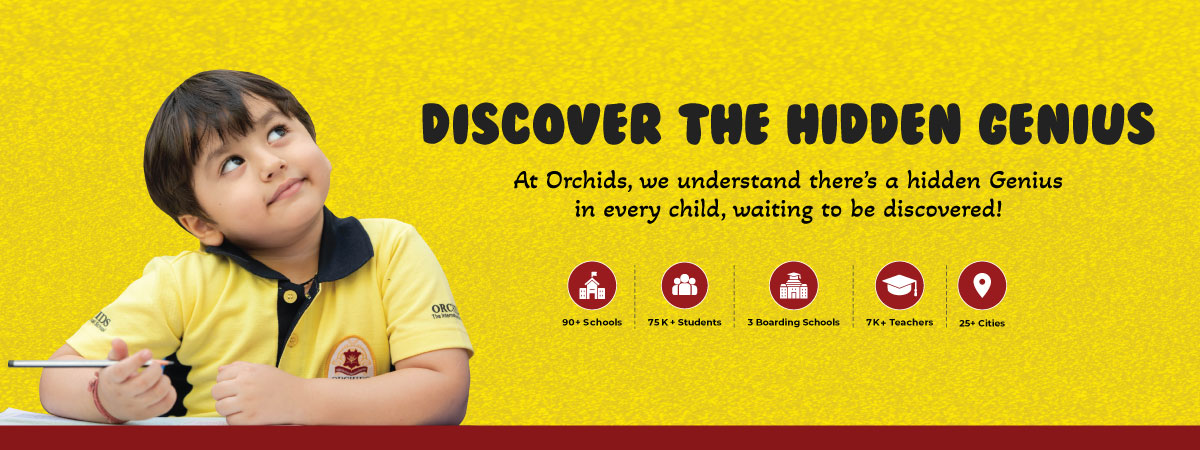 DISCOVER THE HIDDEN GENIUS
At Orchids, we understand there's a hidden Genius
in every child, waiting to be discovered!
90+ Schools
75K+ Students
3 Boarding Schools
7K+ Teachers
25+ Cities